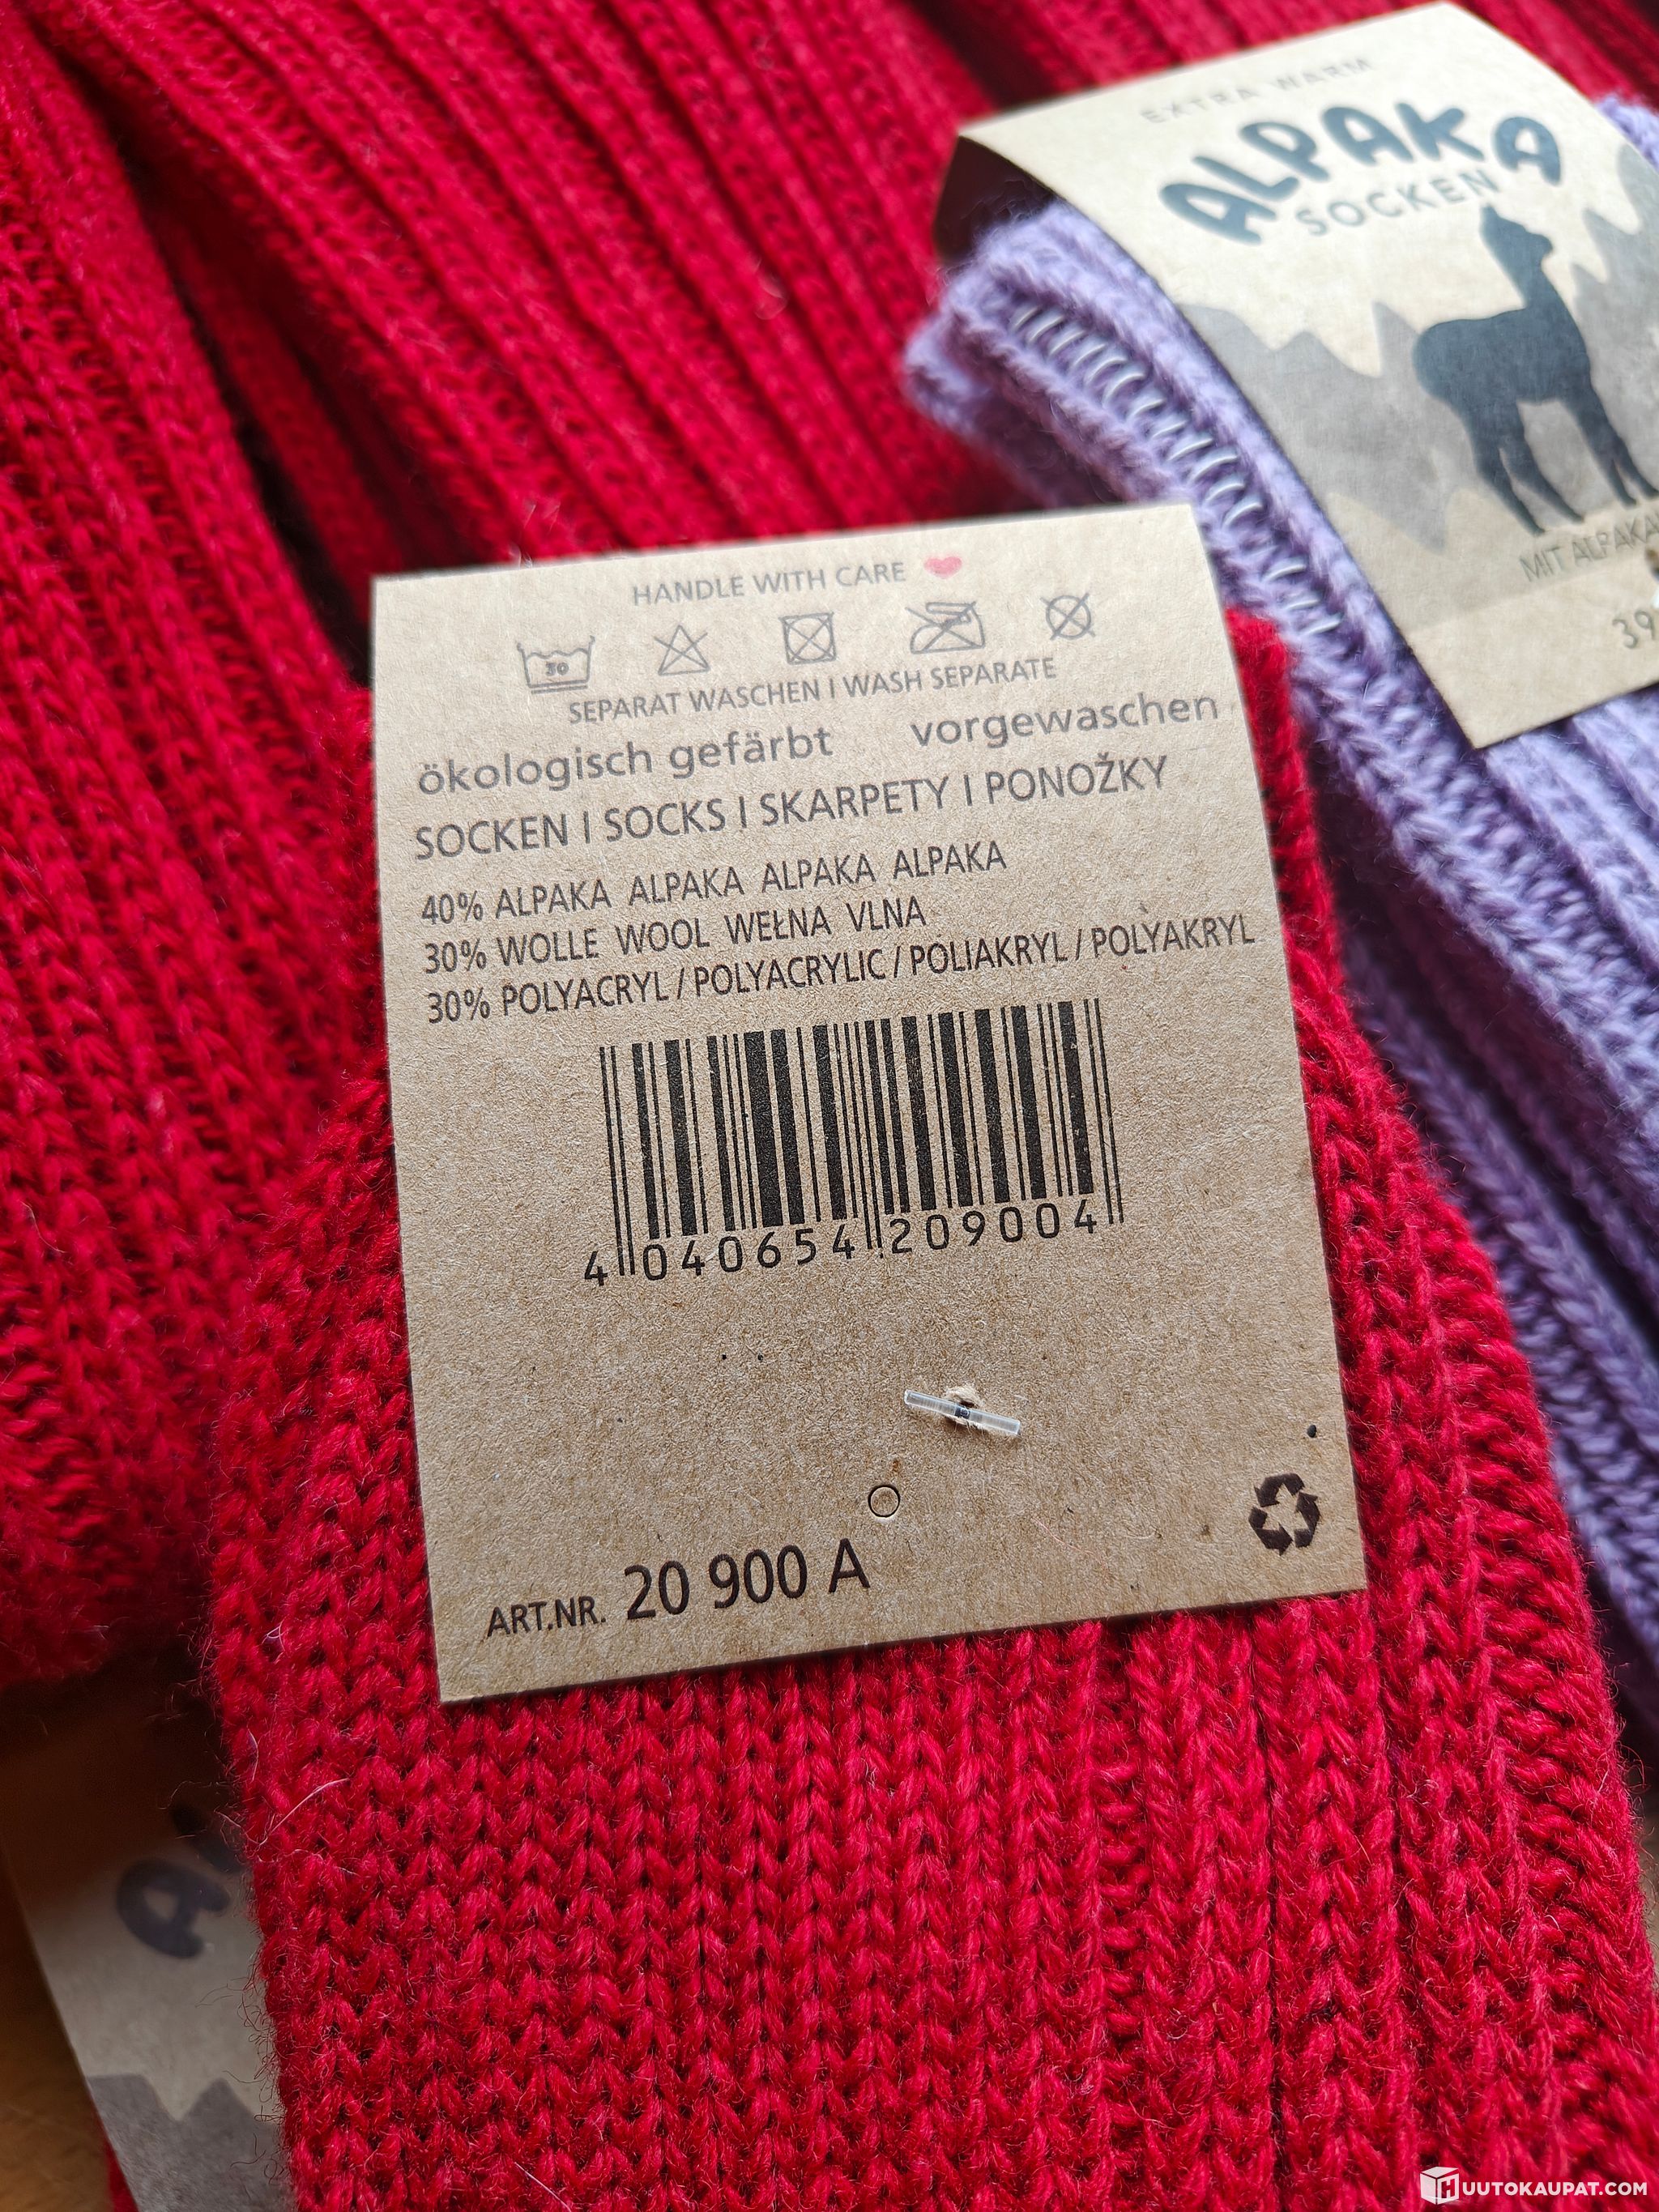 EXTRA WARM
ALPAKA
SOCKEN
MIT ALPAKA
39
HANDLE WITH CARE
30
SEPARAT WASCHEN I WASH SEPARATE
ökologisch gefärbt vorgewaschen
SOCKEN I SOCKS I SKARPETY I PONOŽKY
40% ALPAKA ALPAKA ALPAKA ALPAKA
30% WOLLE WOOL WEŁNA VLNA
30% POLYACRYL / POLYACRYLIC / POLIAKRYL / POLYAKRYL
4 040654 209004
ART.NR. 20 900 A
HUUTOKAUPAT.COM